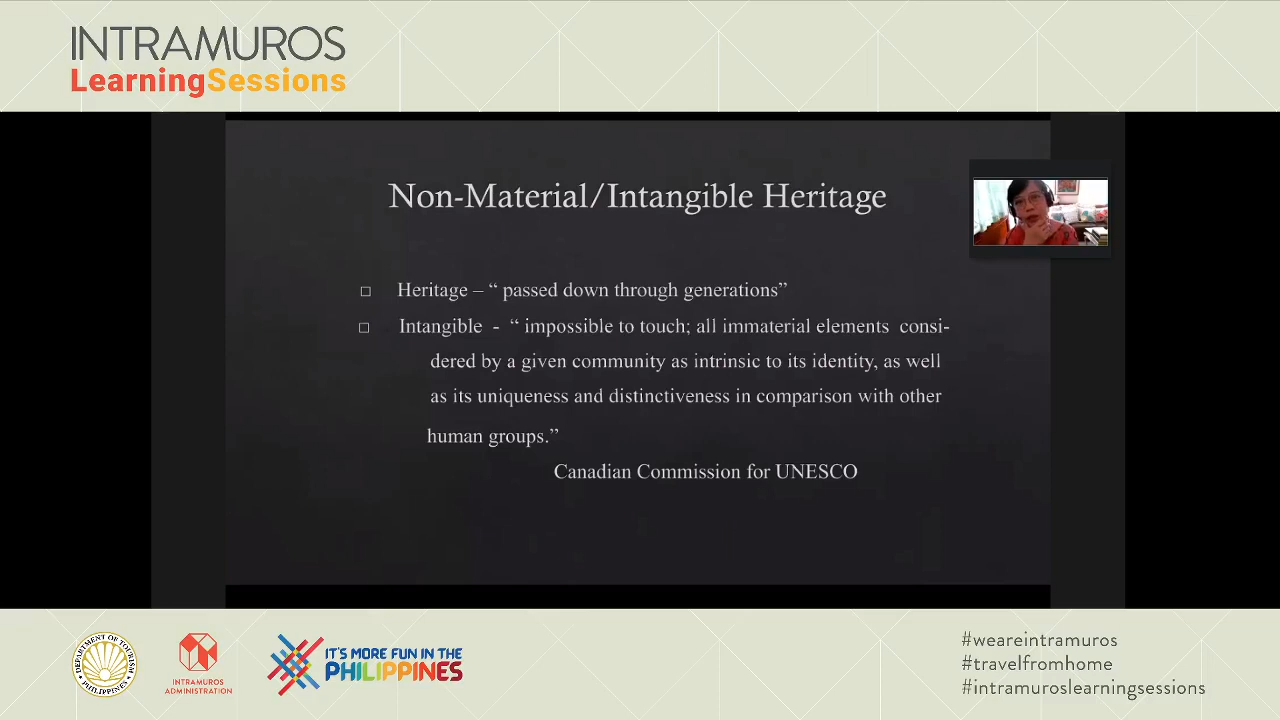 INTRAMUROS
LearningSessions
Non-Material/Intangible Heritage
Heritage – “ passed down through generations”
Intangible - “ impossible to touch; all immaterial elements consi-
dered by a given community as intrinsic to its identity, as well
as its uniqueness and distinctiveness in comparison with other
human groups.”
Canadian Commission for UNESCO
DEPARTMENT OF TOURISM
PHILIPPINES
INTRAMUROS
ADMINISTRATION
IT'S MORE FUN IN THE
PHILIPPINES
#weareintramuros
#travelfromhome
#intramuroslearningsessions